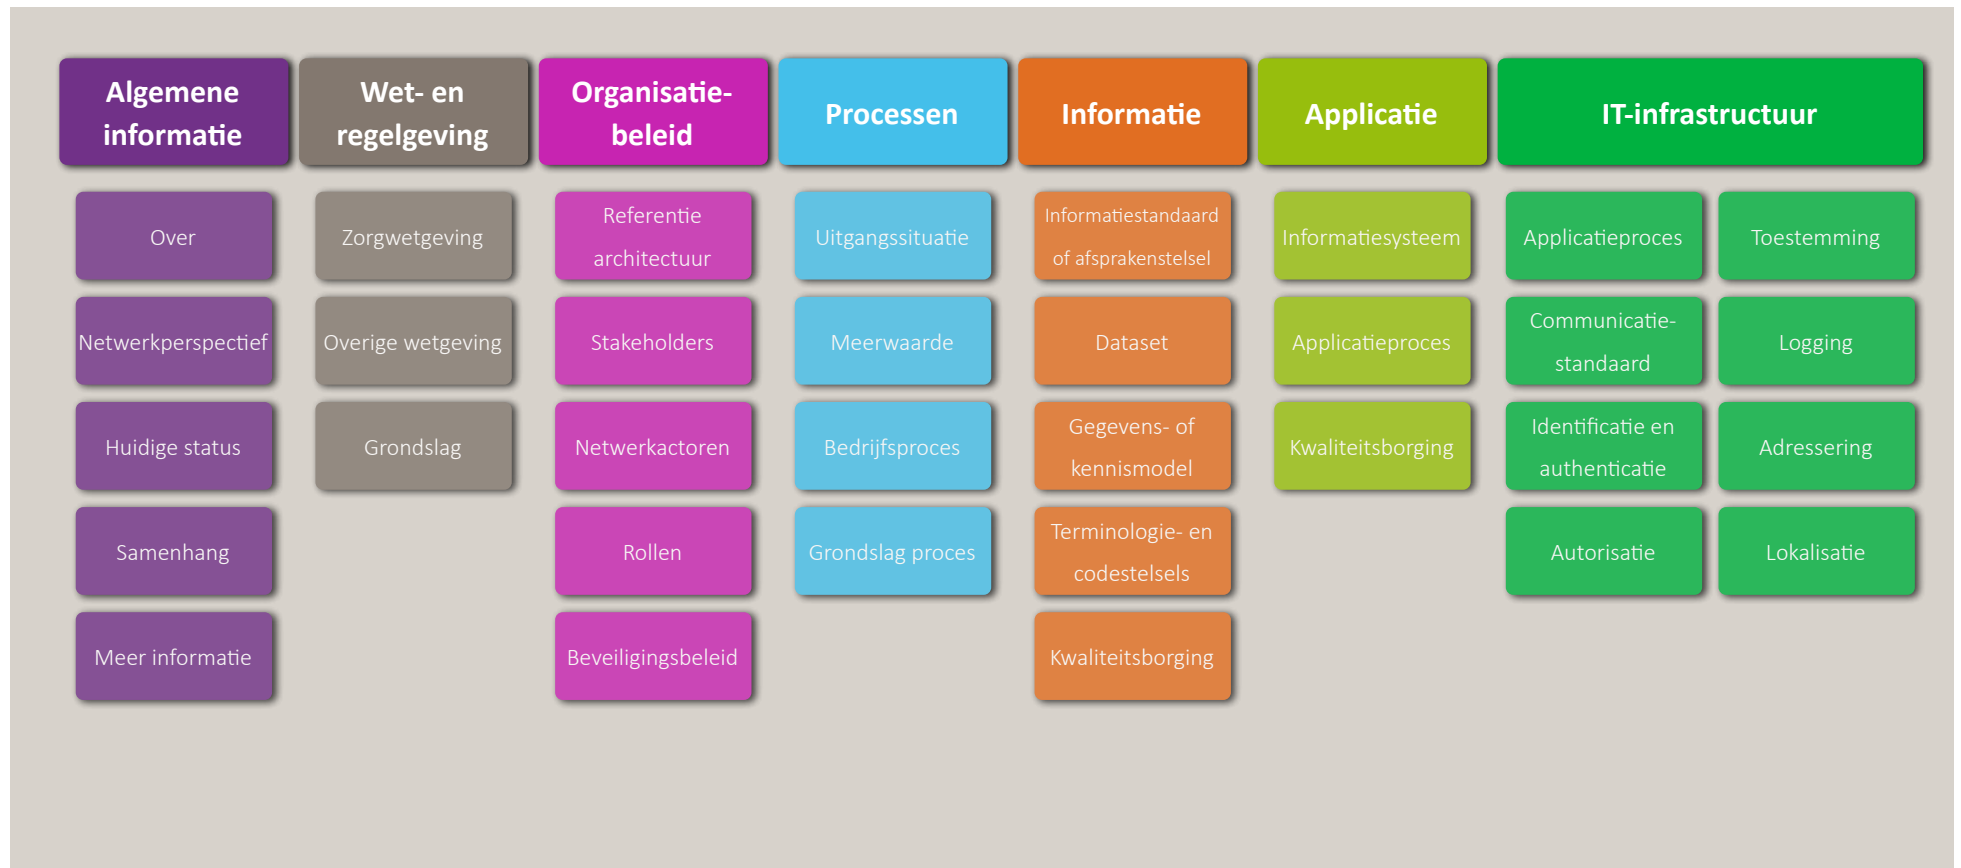 Algemene
informatie
Wet- en
regelgeving
Organisatie-
beleid
Processen
Informatie
Applicatie
IT-infrastructuur
Over
Netwerkperspectief
Huidige status
Samenhang
Meer informatie
Zorgwetgeving
Overige wetgeving
Grondslag
Referentie
architectuur
Stakeholders
Netwerkactoren
Rollen
Beveiligingsbeleid
Uitgangssituatie
Meerwaarde
Bedrijfsproces
Grondslag proces
Informatiestandaard
of afsprakenstelsel
Dataset
Gegevens- of
kennismodel
Terminologie- en
codestelsels
Kwaliteitsborging
Informatiesysteem
Applicatieproces
Kwaliteitsborging
Applicatieproces
Communicatie-
standaard
Identificatie en
authenticatie
Autorisatie
Toestemming
Logging
Adressering
Lokalisatie